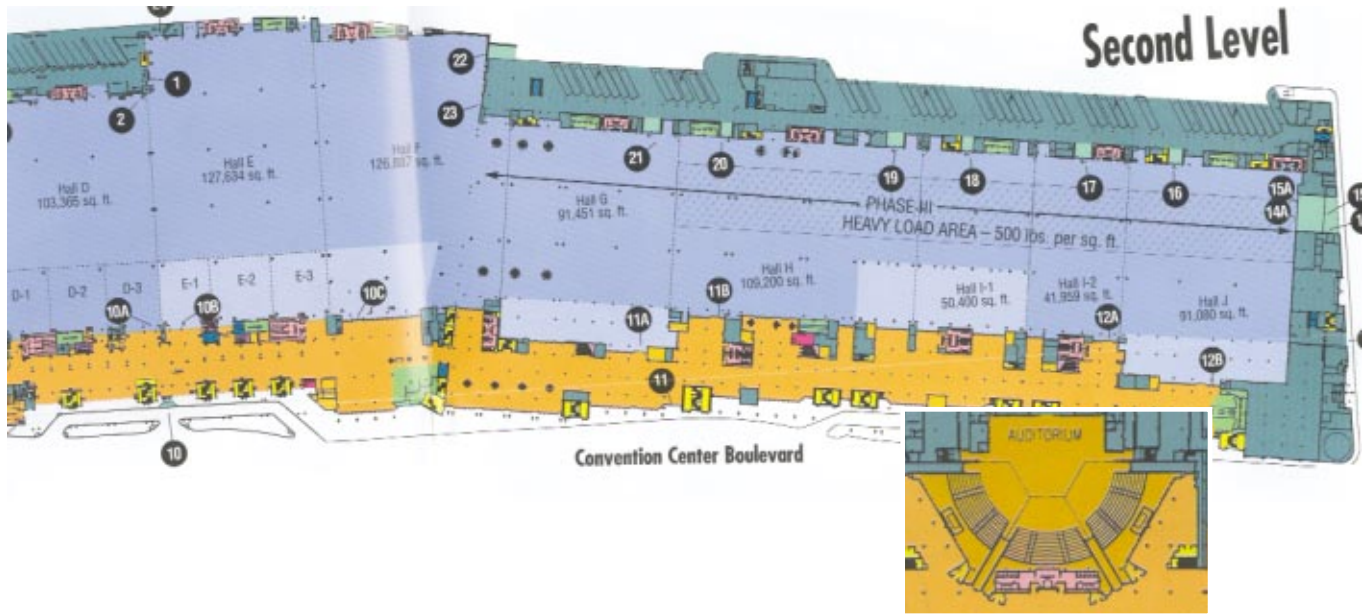 Second Level
22
1
2
23
Hall D
103,365 sq. ft.
Hall E
127,634 sq. ft.
Hall F
21
20
19
18
17
16
15A
14A
Hall G
91,451 sq. ft.
PHASE III
HEAVY LOAD AREA – 500 lbs. per sq. ft.
Hall H
109,200 sq. ft.
Hall I-1
50,400 sq. ft.
Hall I-2
41,959 sq. ft.
Hall J
91,080 sq. ft.
D-1
D-2
D-3
E-1
E-2
E-3
10A
10B
10C
11A
11B
12A
12B
11
10
Convention Center Boulevard
AUDITORIUM